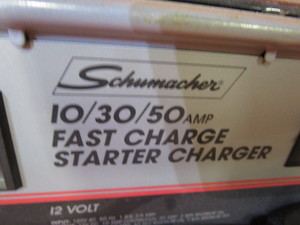 Schumacher®
10/30/50 AMP
FAST CHARGE
STARTER CHARGER
12 VOLT